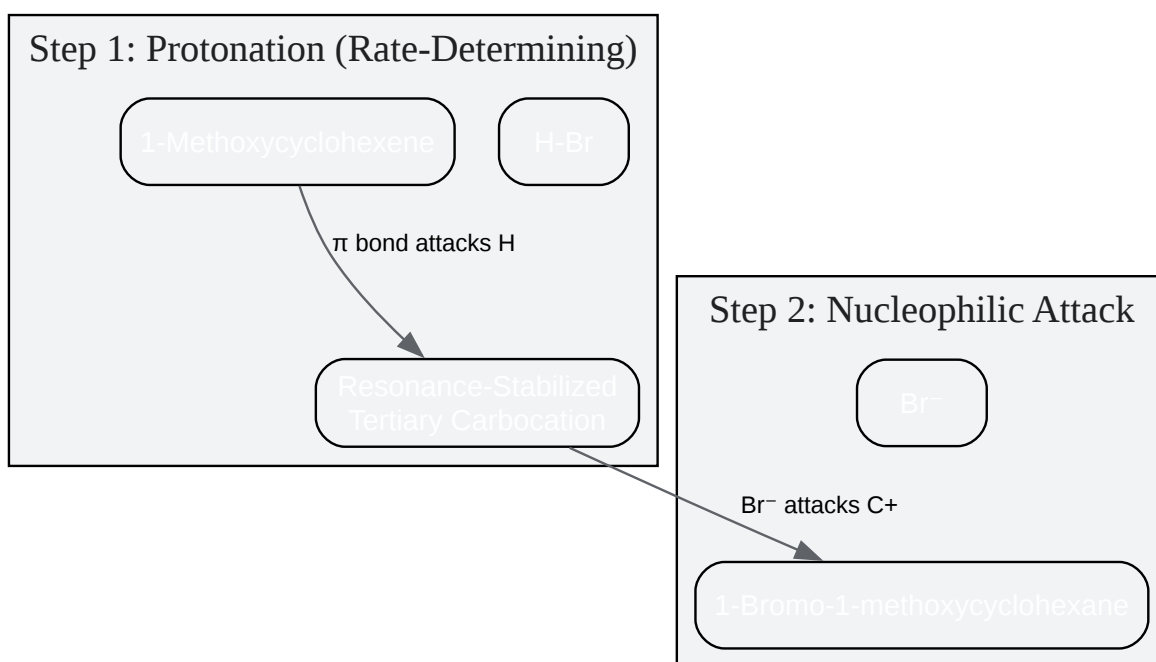 Step 1: Protonation (Rate-Determining)
1-Methoxycyclohexene
H-Br
π bond attacks H
Resonance-Stabilized
Tertiary Carbocation
Step 2: Nucleophilic Attack
Br⁻
Br⁻ attacks C+
1-Bromo-1-methoxycyclohexane